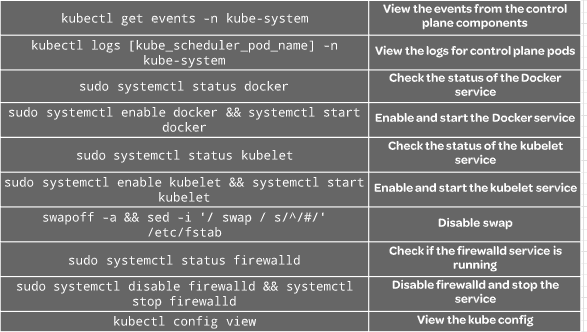 kubectl get events -n kube-system
View the events from the control
plane components
kubectl logs [kube_scheduler_pod_name] -n
kube-system
View the logs for control plane pods
sudo systemctl status docker
Check the status of the Docker
service
sudo systemctl enable docker && systemctl start
docker
Enable and start the Docker service
sudo systemctl status kubelet
Check the status of the kubelet
service
sudo systemctl enable kubelet && systemctl start
kubelet
Enable and start the kubelet service
swapoff -a && sed -i '/ swap / s/^/#/'
/etc/fstab
Disable swap
sudo systemctl status firewalld
Check if the firewalld service is
running
sudo systemctl disable firewalld && systemctl
stop firewalld
Disable firewalld and stop the
service
kubectl config view
View the kube config